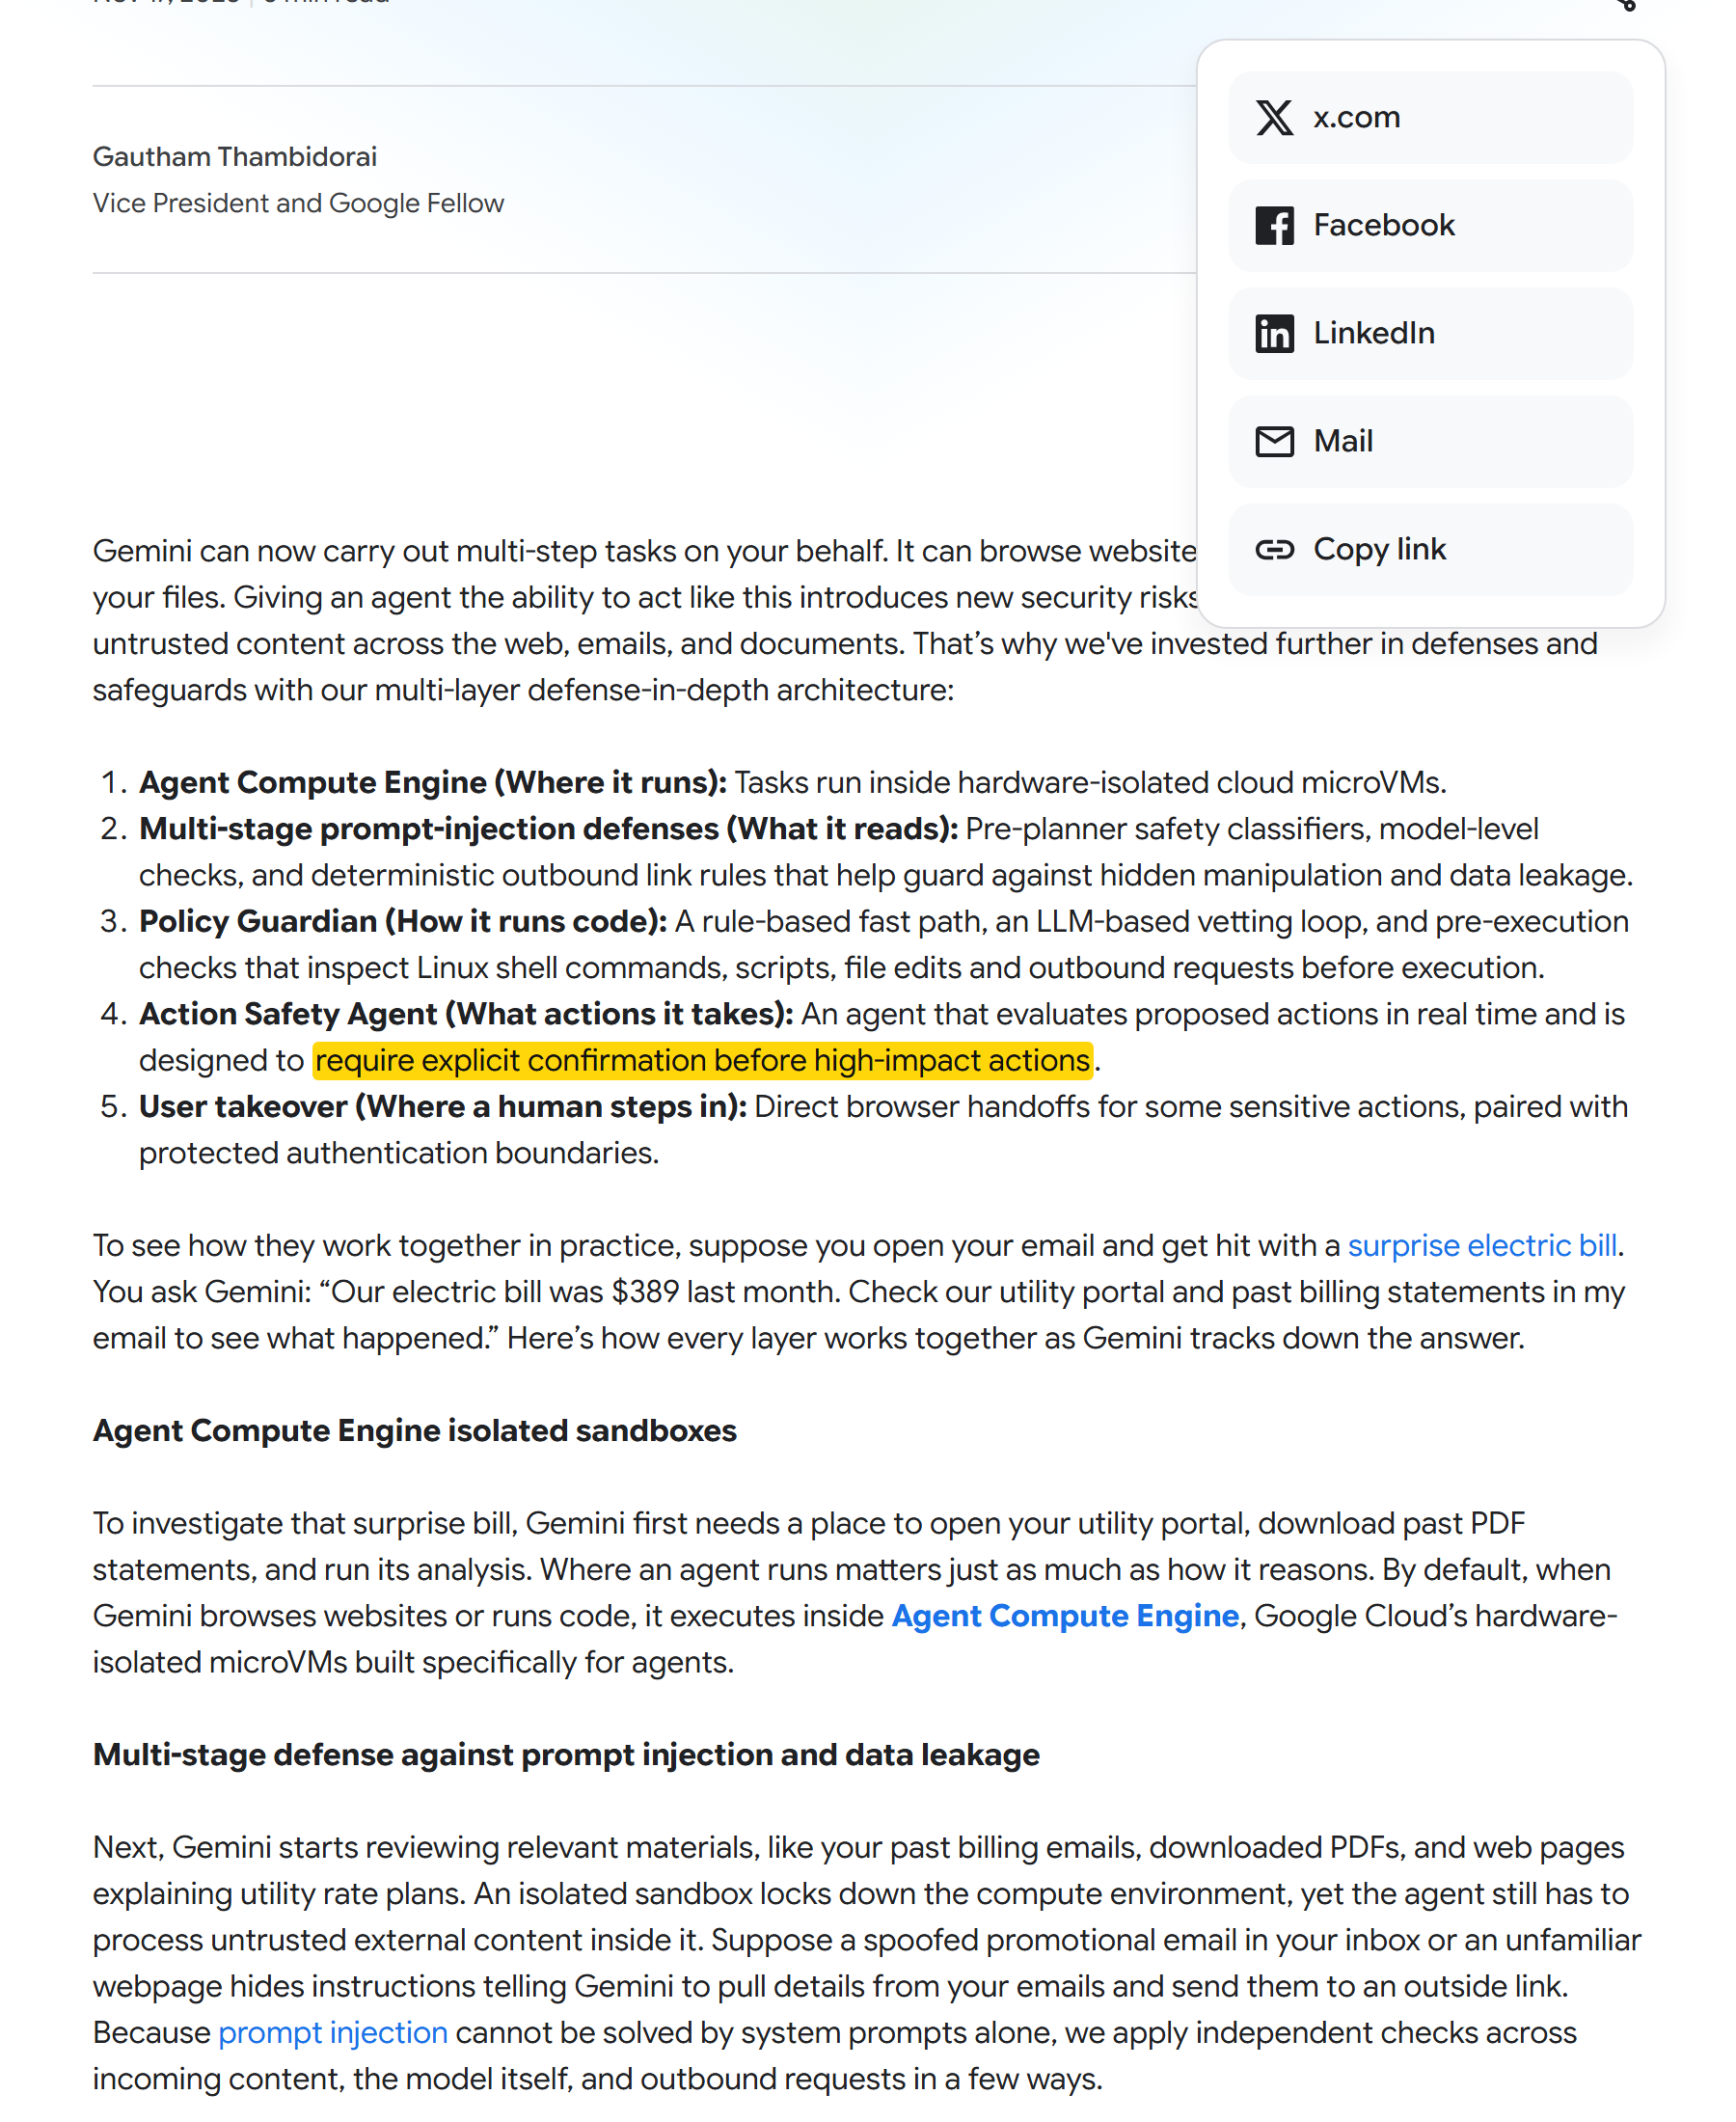 Gautham Thambidorai
Vice President and Google Fellow
x.com
Facebook
LinkedIn
Mail
Copy link
Gemini can now carry out multi-step tasks on your behalf. It can browse website
your files. Giving an agent the ability to act like this introduces new security risks
untrusted content across the web, emails, and documents. That’s why we've invested further in defenses and
safeguards with our multi-layer defense-in-depth architecture:
1. Agent Compute Engine (Where it runs): Tasks run inside hardware-isolated cloud microVMs.
2. Multi-stage prompt-injection defenses (What it reads): Pre-planner safety classifiers, model-level
checks, and deterministic outbound link rules that help guard against hidden manipulation and data leakage.
3. Policy Guardian (How it runs code): A rule-based fast path, an LLM-based vetting loop, and pre-execution
checks that inspect Linux shell commands, scripts, file edits and outbound requests before execution.
4. Action Safety Agent (What actions it takes): An agent that evaluates proposed actions in real time and is
designed to require explicit confirmation before high-impact actions.
5. User takeover (Where a human steps in): Direct browser handoffs for some sensitive actions, paired with
protected authentication boundaries.
To see how they work together in practice, suppose you open your email and get hit with a surprise electric bill.
You ask Gemini: “Our electric bill was $389 last month. Check our utility portal and past billing statements in my
email to see what happened.” Here’s how every layer works together as Gemini tracks down the answer.
Agent Compute Engine isolated sandboxes
To investigate that surprise bill, Gemini first needs a place to open your utility portal, download past PDF
statements, and run its analysis. Where an agent runs matters just as much as how it reasons. By default, when
Gemini browses websites or runs code, it executes inside Agent Compute Engine, Google Cloud’s hardware-
isolated microVMs built specifically for agents.
Multi-stage defense against prompt injection and data leakage
Next, Gemini starts reviewing relevant materials, like your past billing emails, downloaded PDFs, and web pages
explaining utility rate plans. An isolated sandbox locks down the compute environment, yet the agent still has to
process untrusted external content inside it. Suppose a spoofed promotional email in your inbox or an unfamiliar
webpage hides instructions telling Gemini to pull details from your emails and send them to an outside link.
Because prompt injection cannot be solved by system prompts alone, we apply independent checks across
incoming content, the model itself, and outbound requests in a few ways.